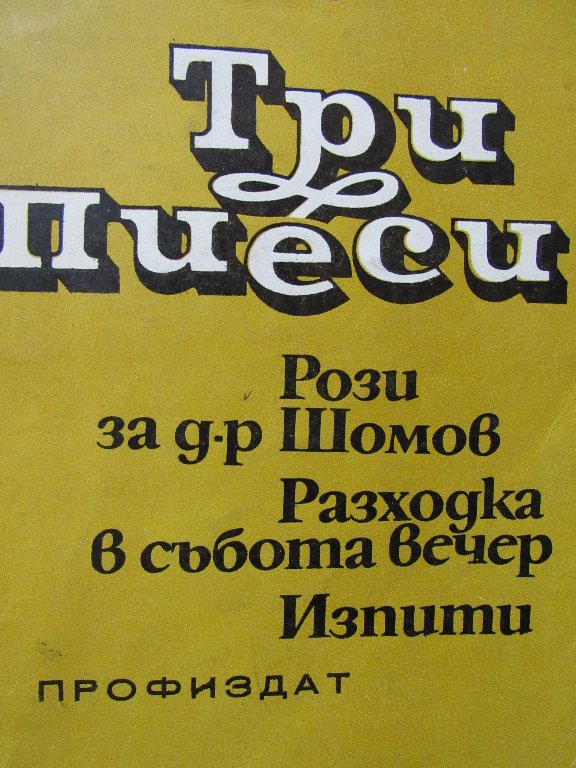 Три
пиеси
Рози
за д-р Шомов
Разходка
в събота вечер
Изпити
ПРОФИЗДАТ